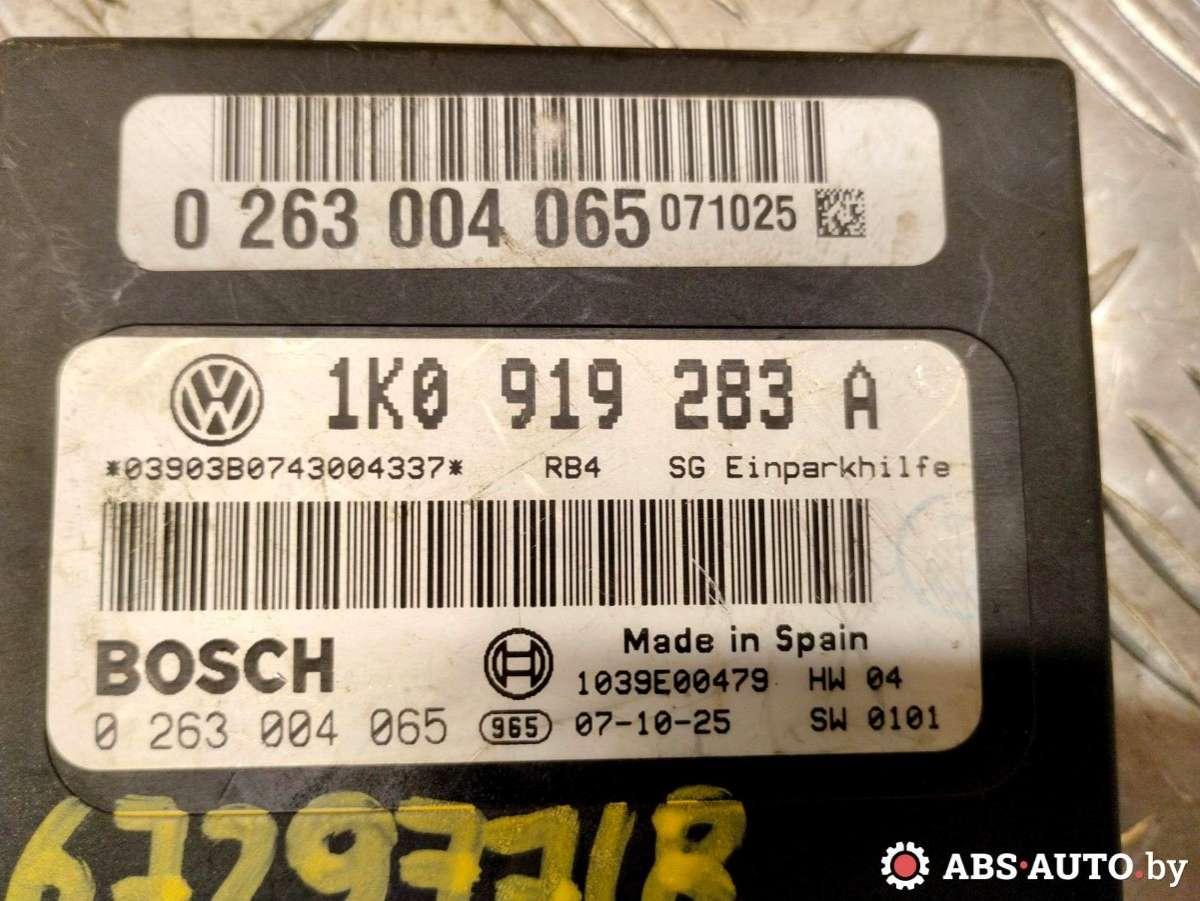 0 263 004 065 071025
1K0 919 283 A
*03903B0743004337* RB4 SG Einparkhilfe
BOSCH
Made in Spain
1039E00479 HW 04
0 263 004 065 965 07-10-25 SW 0101
67297718
ABS·AUTO.by